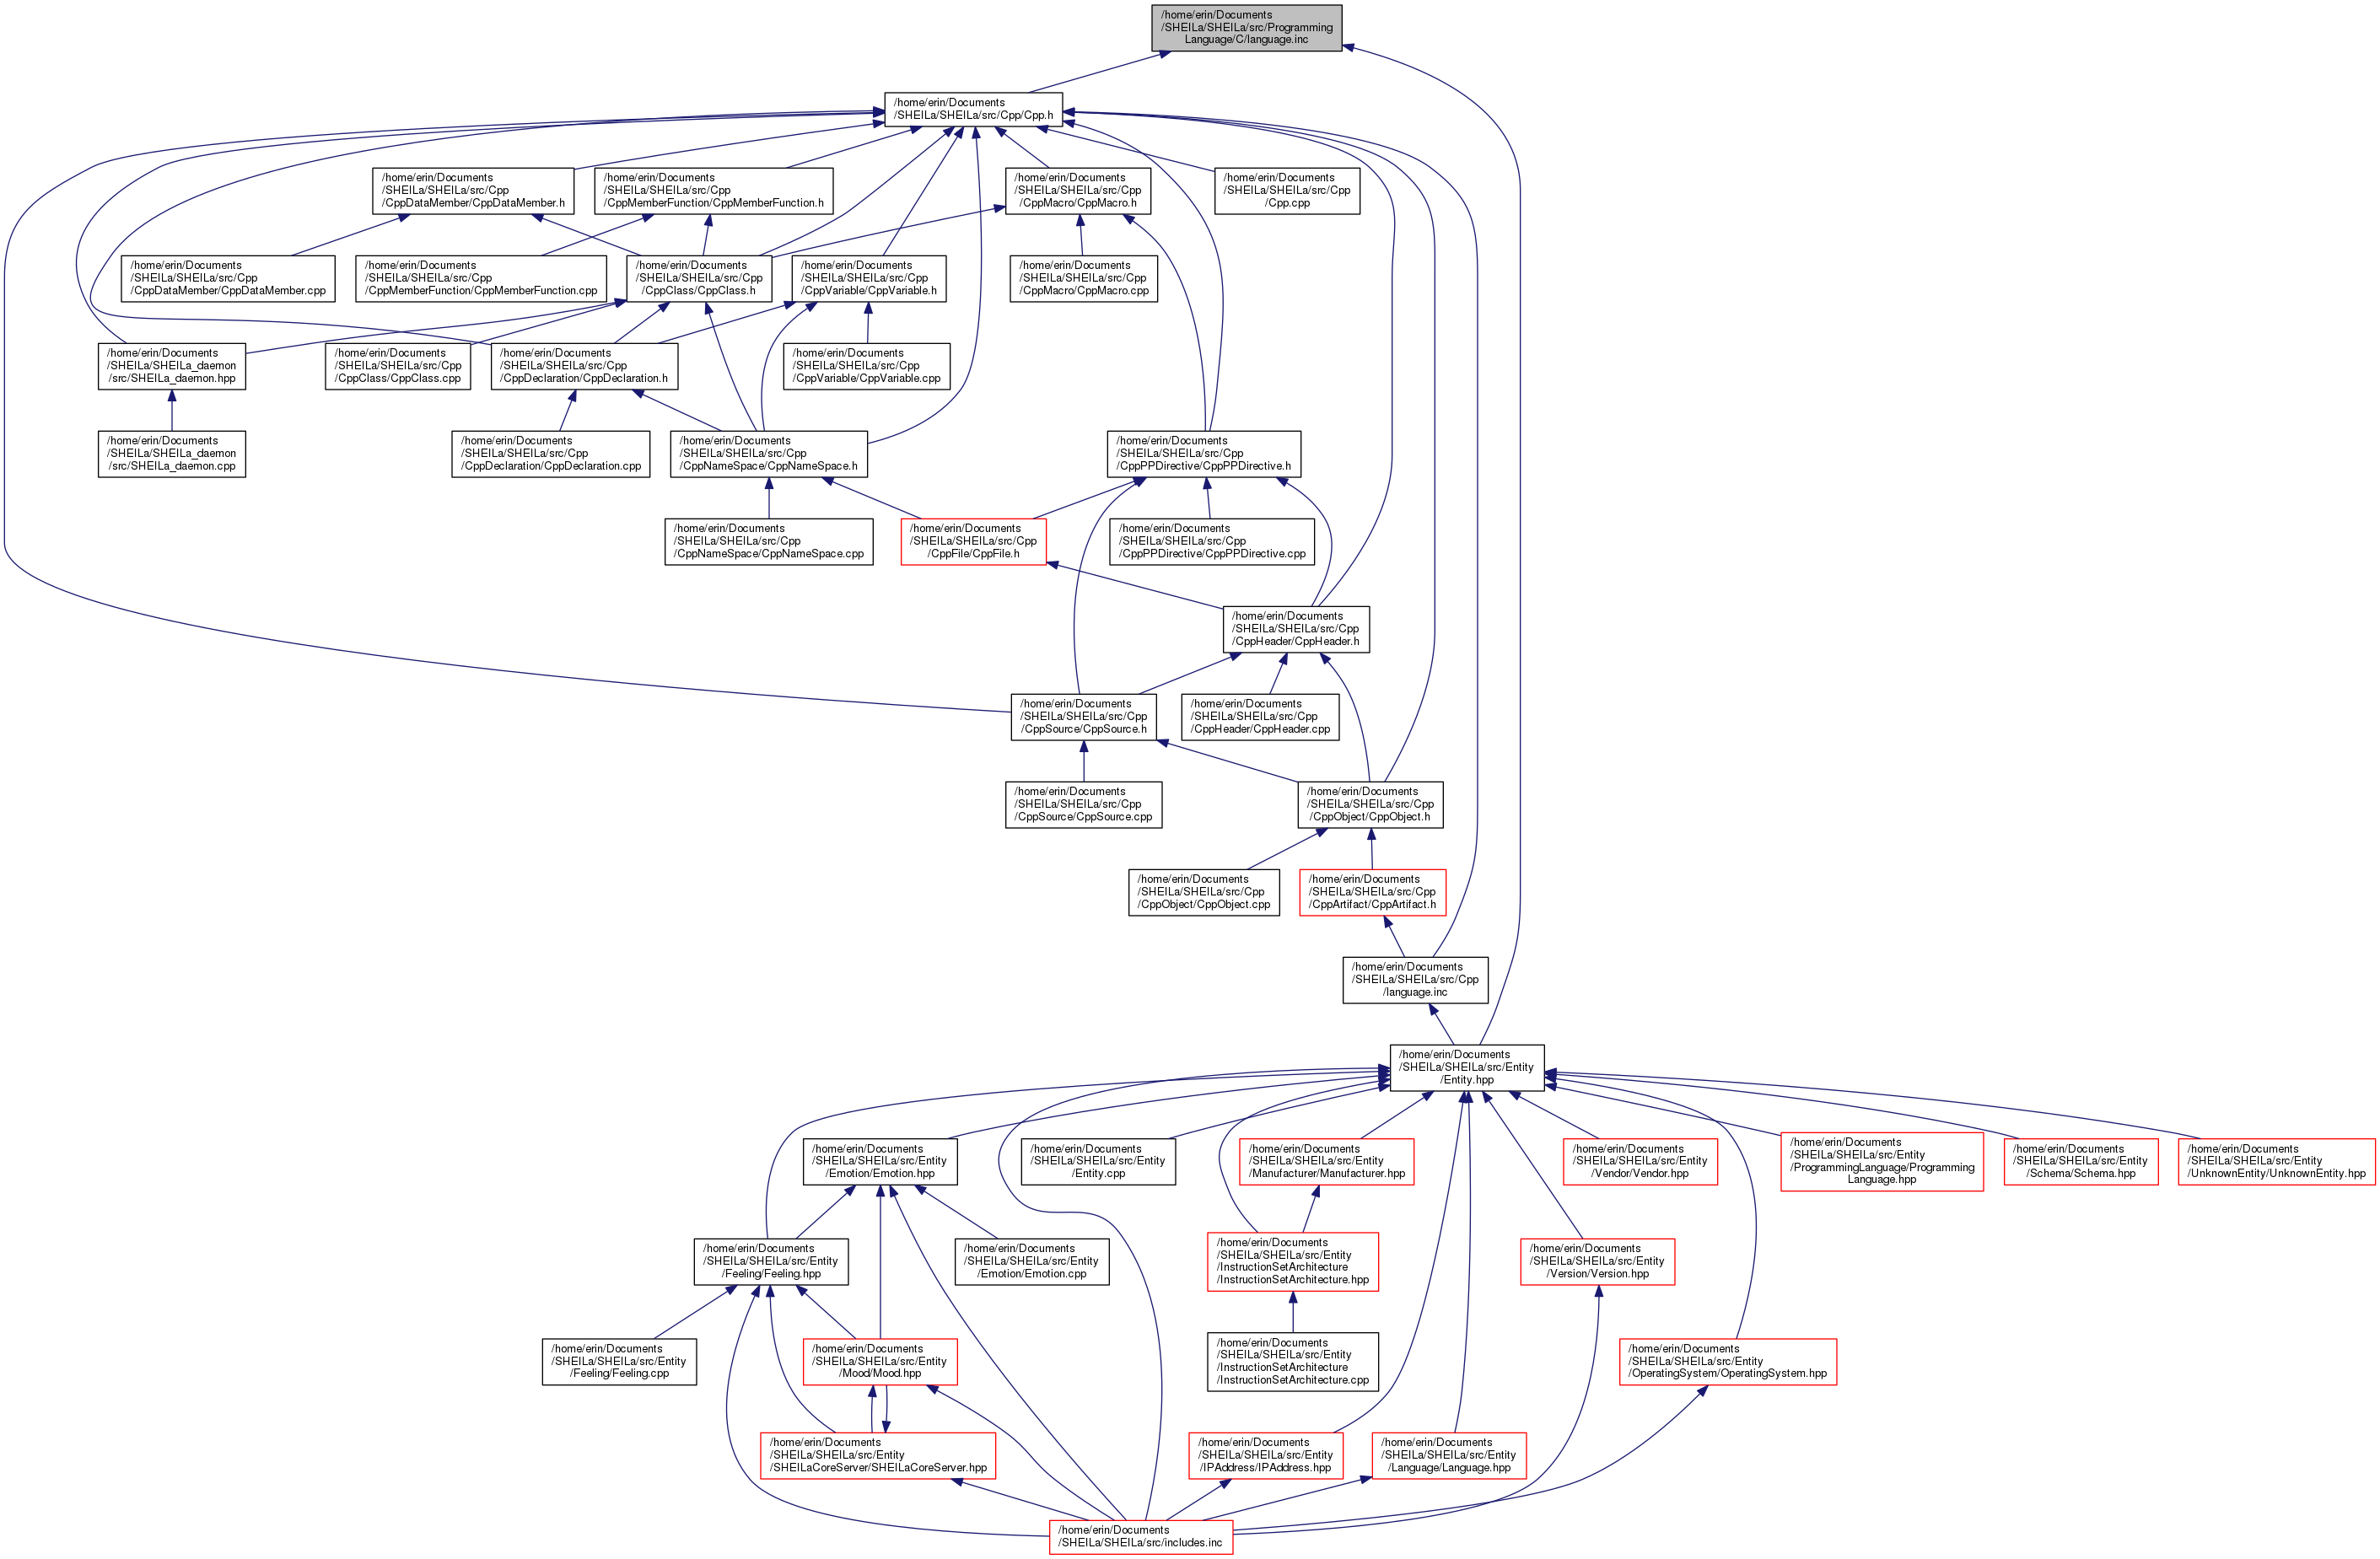 /home/erin/Documents
/SHEILa/SHEILa/src/Programming
Language/C/language.inc
/home/erin/Documents
/SHEILa/SHEILa/src/Cpp/Cpp.h
/home/erin/Documents
/SHEILa/SHEILa/src/Cpp
/CppDataMember/CppDataMember.h
/home/erin/Documents
/SHEILa/SHEILa/src/Cpp
/CppMemberFunction/CppMemberFunction.h
/home/erin/Documents
/SHEILa/SHEILa/src/Cpp
/CppMacro/CppMacro.h
/home/erin/Documents
/SHEILa/SHEILa/src/Cpp
/Cpp.cpp
/home/erin/Documents
/SHEILa/SHEILa/src/Cpp
/CppDataMember/CppDataMember.cpp
/home/erin/Documents
/SHEILa/SHEILa/src/Cpp
/CppMemberFunction/CppMemberFunction.cpp
/home/erin/Documents
/SHEILa/SHEILa/src/Cpp
/CppClass/CppClass.h
/home/erin/Documents
/SHEILa/SHEILa/src/Cpp
/CppVariable/CppVariable.h
/home/erin/Documents
/SHEILa/SHEILa/src/Cpp
/CppMacro/CppMacro.cpp
/home/erin/Documents
/SHEILa/SHEILa_daemon
/src/SHEILa_daemon.hpp
/home/erin/Documents
/SHEILa/SHEILa/src/Cpp
/CppClass/CppClass.cpp
/home/erin/Documents
/SHEILa/SHEILa/src/Cpp
/CppDeclaration/CppDeclaration.h
/home/erin/Documents
/SHEILa/SHEILa/src/Cpp
/CppVariable/CppVariable.cpp
/home/erin/Documents
/SHEILa/SHEILa_daemon
/src/SHEILa_daemon.cpp
/home/erin/Documents
/SHEILa/SHEILa/src/Cpp
/CppDeclaration/CppDeclaration.cpp
/home/erin/Documents
/SHEILa/SHEILa/src/Cpp
/CppNameSpace/CppNameSpace.h
/home/erin/Documents
/SHEILa/SHEILa/src/Cpp
/CppPPDirective/CppPPDirective.h
/home/erin/Documents
/SHEILa/SHEILa/src/Cpp
/CppNameSpace/CppNameSpace.cpp
/home/erin/Documents
/SHEILa/SHEILa/src/Cpp
/CppFile/CppFile.h
/home/erin/Documents
/SHEILa/SHEILa/src/Cpp
/CppPPDirective/CppPPDirective.cpp
/home/erin/Documents
/SHEILa/SHEILa/src/Cpp
/CppHeader/CppHeader.h
/home/erin/Documents
/SHEILa/SHEILa/src/Cpp
/CppSource/CppSource.h
/home/erin/Documents
/SHEILa/SHEILa/src/Cpp
/CppHeader/CppHeader.cpp
/home/erin/Documents
/SHEILa/SHEILa/src/Cpp
/CppSource/CppSource.cpp
/home/erin/Documents
/SHEILa/SHEILa/src/Cpp
/CppObject/CppObject.h
/home/erin/Documents
/SHEILa/SHEILa/src/Cpp
/CppObject/CppObject.cpp
/home/erin/Documents
/SHEILa/SHEILa/src/Cpp
/CppArtifact/CppArtifact.h
/home/erin/Documents
/SHEILa/SHEILa/src/Cpp
/language.inc
/home/erin/Documents
/SHEILa/SHEILa/src/Entity
/Entity.hpp
/home/erin/Documents
/SHEILa/SHEILa/src/Entity
/Emotion/Emotion.hpp
/home/erin/Documents
/SHEILa/SHEILa/src/Entity
/Entity.cpp
/home/erin/Documents
/SHEILa/SHEILa/src/Entity
/Manufacturer/Manufacturer.hpp
/home/erin/Documents
/SHEILa/SHEILa/src/Entity
/Vendor/Vendor.hpp
/home/erin/Documents
/SHEILa/SHEILa/src/Entity
/ProgrammingLanguage/Programming
Language.hpp
/home/erin/Documents
/SHEILa/SHEILa/src/Entity
/Schema/Schema.hpp
/home/erin/Documents
/SHEILa/SHEILa/src/Entity
/UnknownEntity/UnknownEntity.hpp
/home/erin/Documents
/SHEILa/SHEILa/src/Entity
/Feeling/Feeling.hpp
/home/erin/Documents
/SHEILa/SHEILa/src/Entity
/Emotion/Emotion.cpp
/home/erin/Documents
/SHEILa/SHEILa/src/Entity
/InstructionSetArchitecture
/InstructionSetArchitecture.hpp
/home/erin/Documents
/SHEILa/SHEILa/src/Entity
/Version/Version.hpp
/home/erin/Documents
/SHEILa/SHEILa/src/Entity
/Feeling/Feeling.cpp
/home/erin/Documents
/SHEILa/SHEILa/src/Entity
/Mood/Mood.hpp
/home/erin/Documents
/SHEILa/SHEILa/src/Entity
/InstructionSetArchitecture
/InstructionSetArchitecture.cpp
/home/erin/Documents
/SHEILa/SHEILa/src/Entity
/OperatingSystem/OperatingSystem.hpp
/home/erin/Documents
/SHEILa/SHEILa/src/Entity
/SHEILaCoreServer/SHEILaCoreServer.hpp
/home/erin/Documents
/SHEILa/SHEILa/src/Entity
/IPAddress/IPAddress.hpp
/home/erin/Documents
/SHEILa/SHEILa/src/Entity
/Language/Language.hpp
/home/erin/Documents
/SHEILa/SHEILa/src/includes.inc